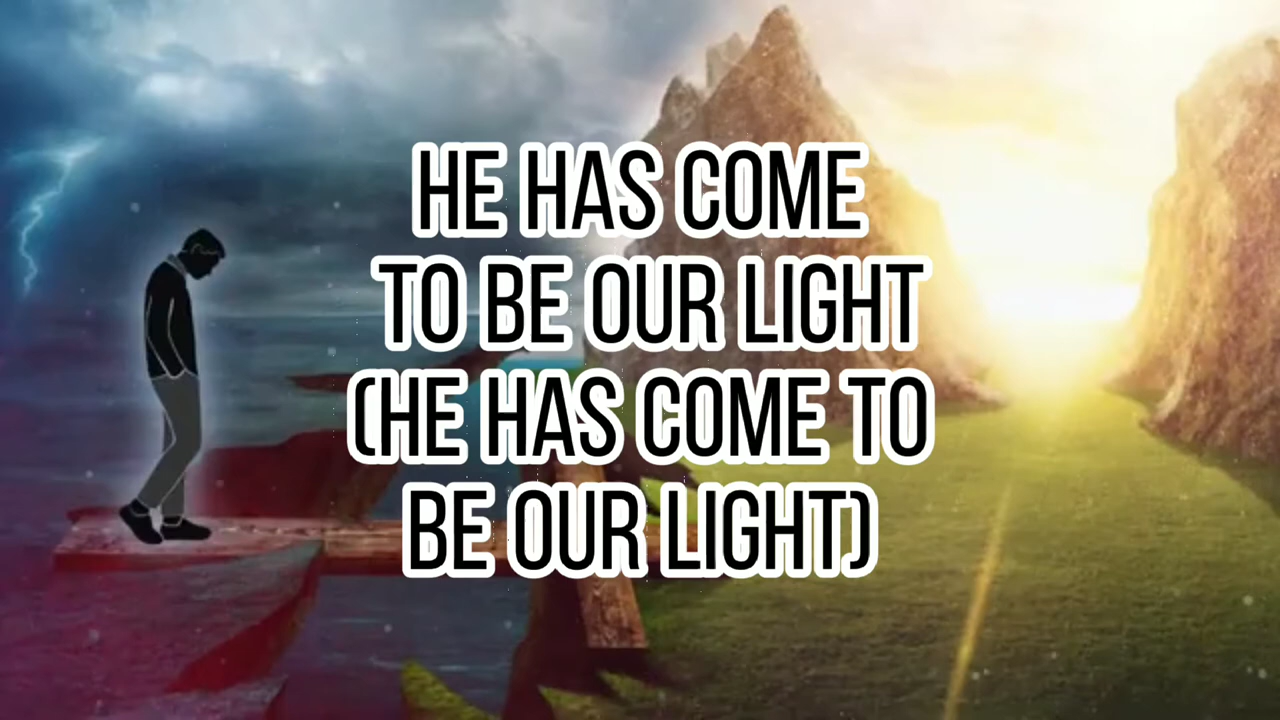 HE HAS COME
TO BE OUR LIGHT
(HE HAS COME TO
BE OUR LIGHT)